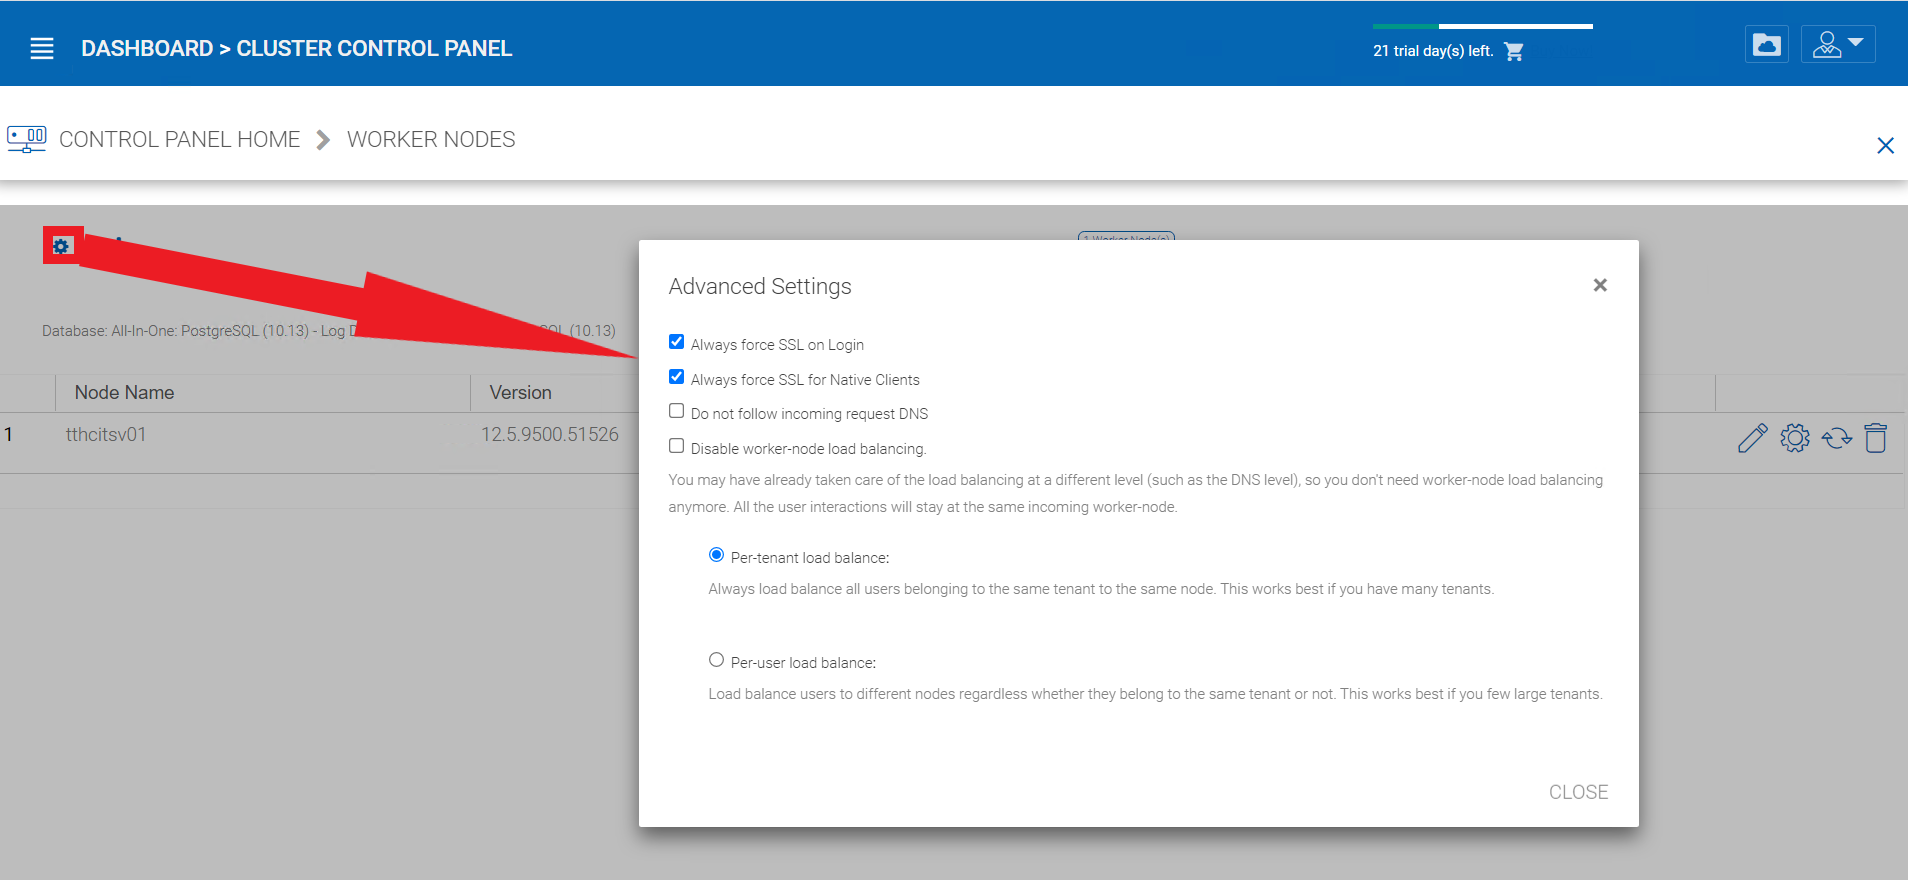 DASHBOARD > CLUSTER CONTROL PANEL
21 trial day(s) left.
CONTROL PANEL HOME
WORKER NODES
1 Worker Node(s)
Database: All-In-One: PostgreSQL (10.13) - Log D
SQL (10.13)
Node Name
Version
1
tthcitsv01
12.5.9500.51526
Advanced Settings
Always force SSL on Login
Always force SSL for Native Clients
Do not follow incoming request DNS
Disable worker-node load balancing.
You may have already taken care of the load balancing at a different level (such as the DNS level), so you don't need worker-node load balancing
anymore. All the user interactions will stay at the same incoming worker-node.
Per-tenant load balance:
Always load balance all users belonging to the same tenant to the same node. This works best if you have many tenants.
Per-user load balance:
Load balance users to different nodes regardless whether they belong to the same tenant or not. This works best if you few large tenants.
CLOSE